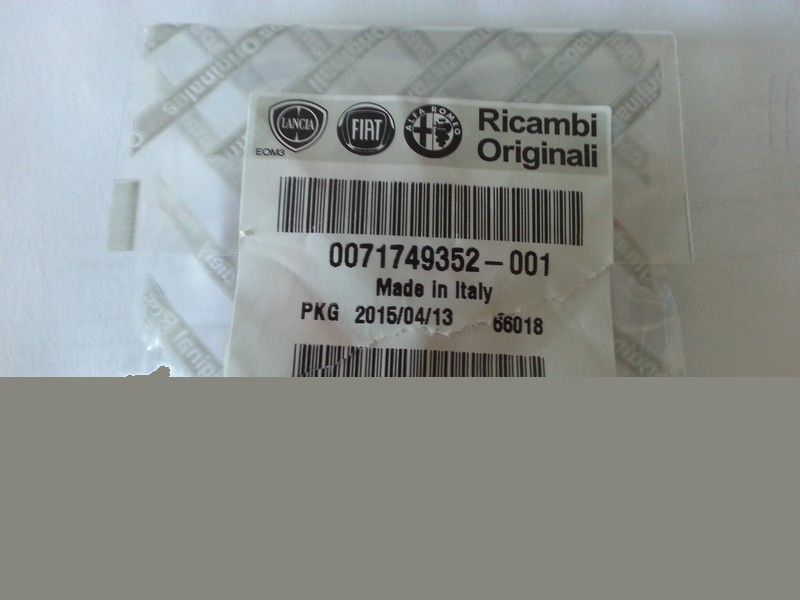 LANCIA
FIAT
ALFA ROMEO
Ricambi
Originali
EOM3
0071749352-001
Made in Italy
PKG 2015/04/13 66018